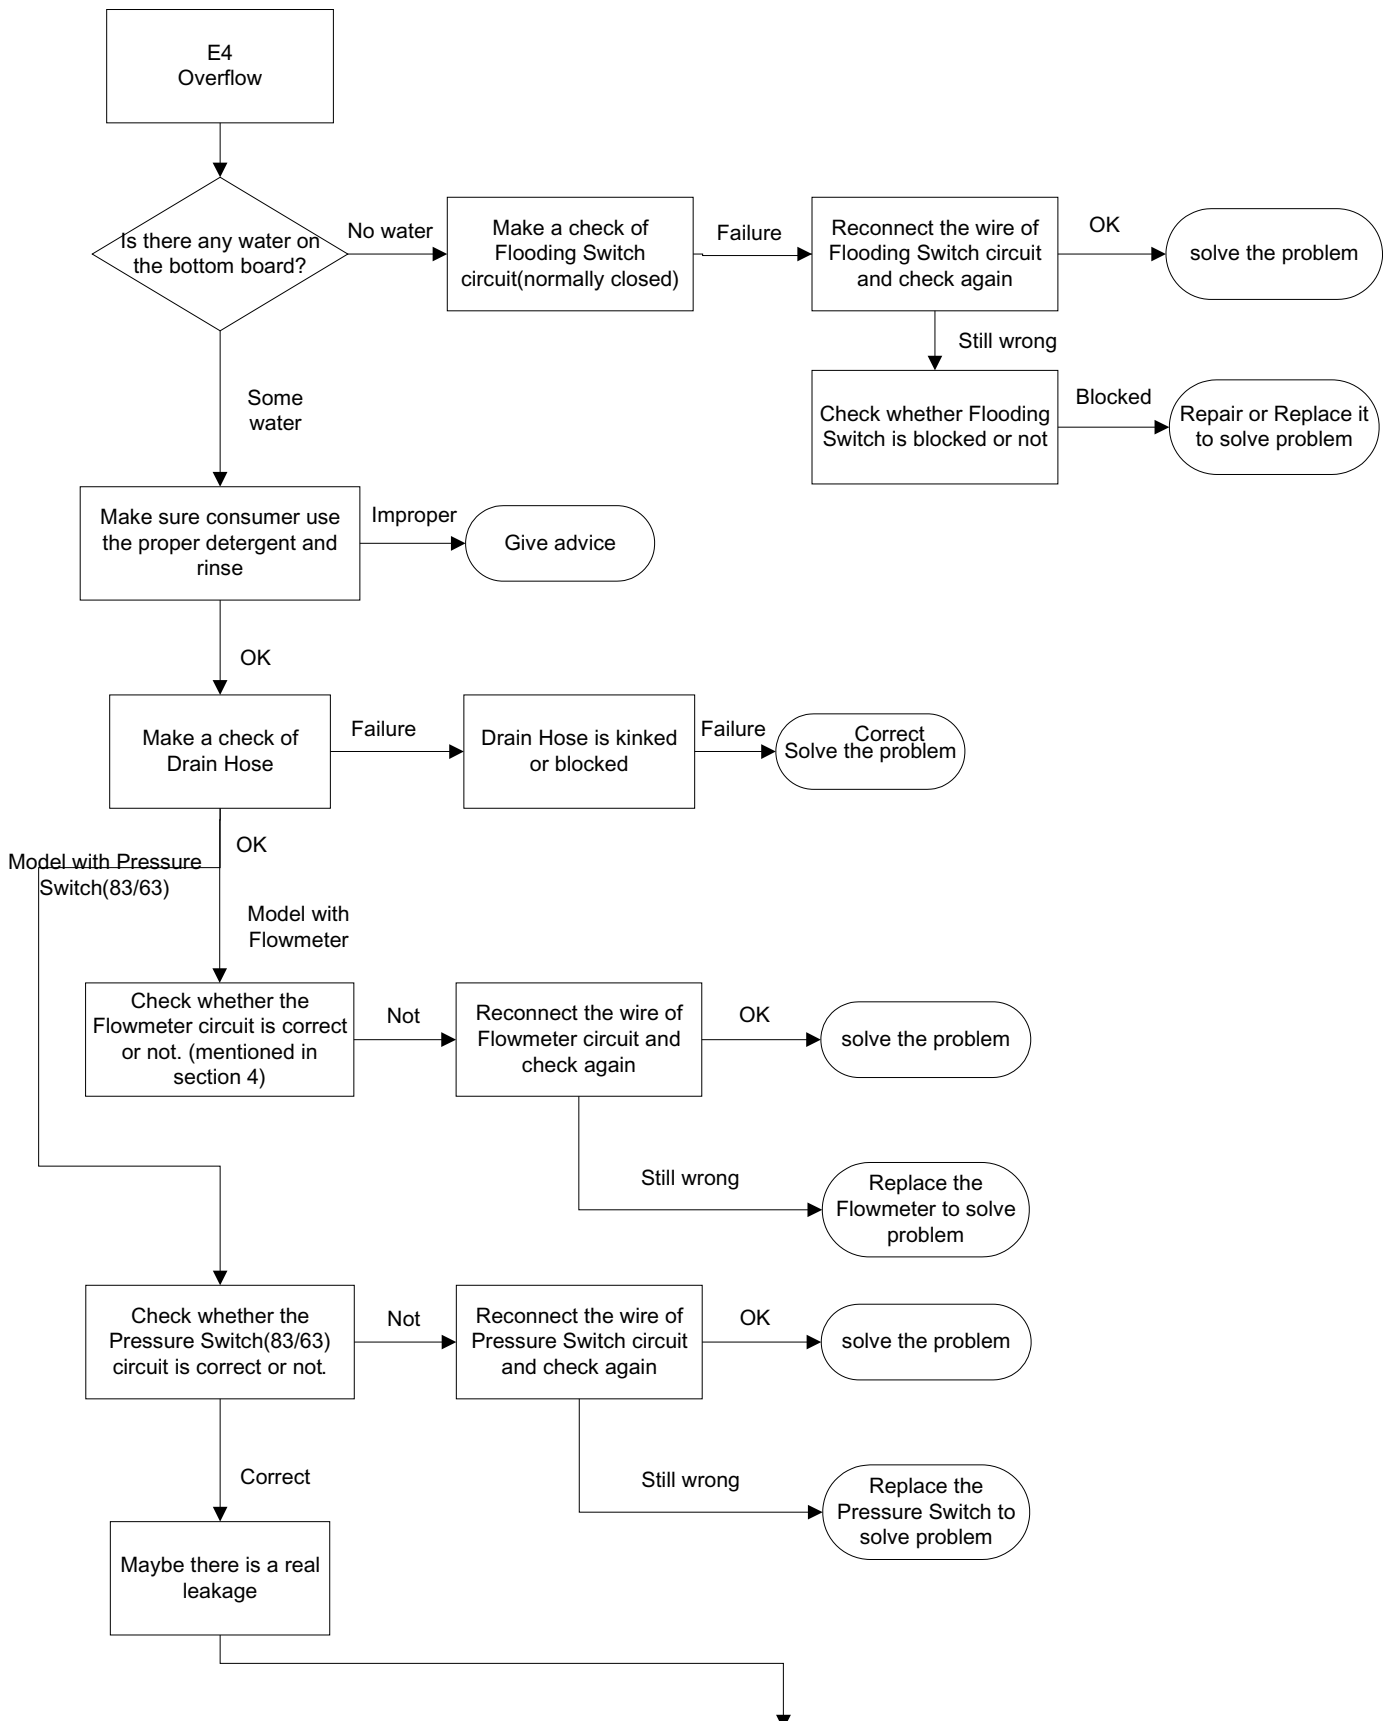 E4
Overflow
Is there any water on
the bottom board?
No water
Make a check of
Flooding Switch
circuit(normally closed)
Failure
Reconnect the wire of
Flooding Switch circuit
and check again
OK
solve the problem
Still wrong
Check whether Flooding
Switch is blocked or not
Blocked
Repair or Replace it
to solve problem
Some
water
Make sure consumer use
the proper detergent and
rinse
Improper
Give advice
OK
Make a check of
Drain Hose
Failure
Drain Hose is kinked
or blocked
Failure
Correct
Solve the problem
OK
Model with Pressure
Switch(83/63)
Model with
Flowmeter
Check whether the
Flowmeter circuit is correct
or not. (mentioned in
section 4)
Not
Reconnect the wire of
Flowmeter circuit and
check again
OK
solve the problem
Still wrong
Replace the
Flowmeter to solve
problem
Check whether the
Pressure Switch(83/63)
circuit is correct or not.
Not
Reconnect the wire of
Pressure Switch circuit
and check again
OK
solve the problem
Still wrong
Replace the
Pressure Switch to
solve problem
Correct
Maybe there is a real
leakage